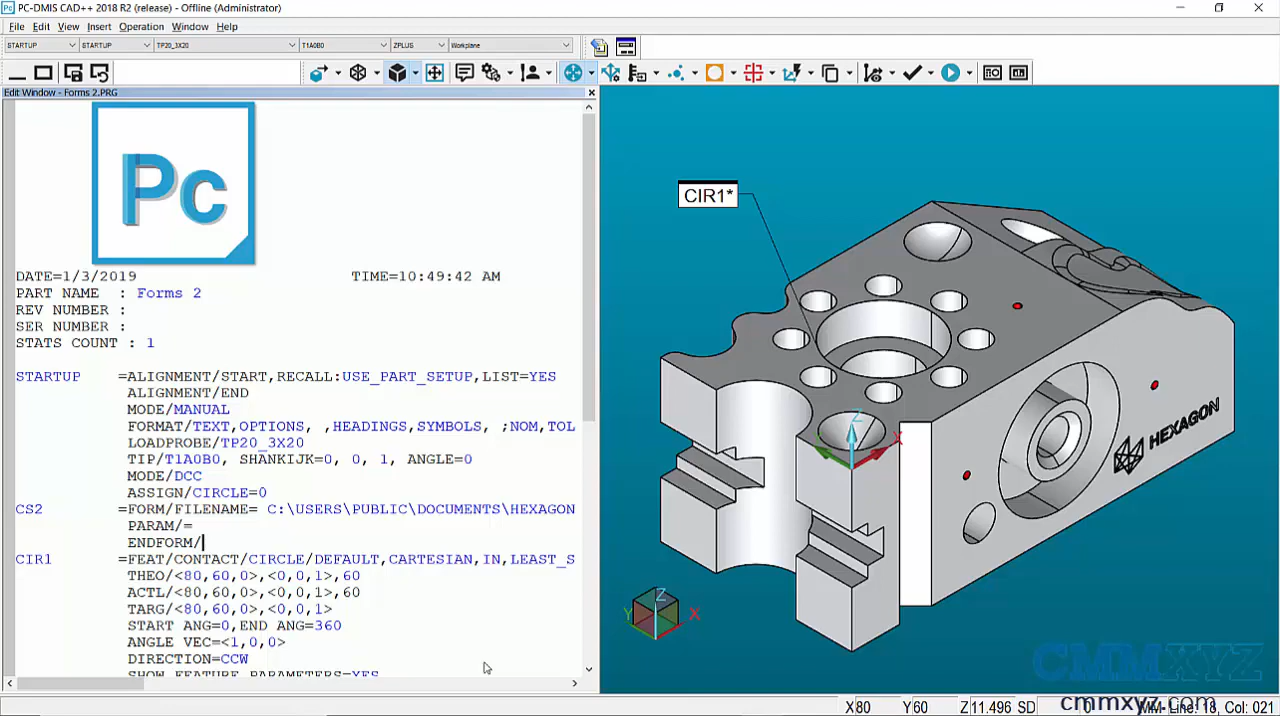 PC-DMIS CAD++ 2018 R2 (release) - Offline (Administrator)
File Edit View Insert Operation Window Help
STARTUP STARTUP TP20_3X20 T1A0B0 ZPLUS Workplane
Edit Window - Forms 2.PRG
Pc
DATE=1/3/2019 TIME=10:49:42 AM
PART NAME : Forms 2
REV NUMBER :
SER NUMBER :
STATS COUNT : 1
STARTUP =ALIGNMENT/START,RECALL:USE_PART_SETUP,LIST=YES
ALIGNMENT/END
MODE/MANUAL
FORMAT/TEXT,OPTIONS, ,HEADINGS,SYMBOLS, ;NOM,TOL
LOADPROBE/TP20_3X20
TIP/T1A0B0, SHANKIJK=0, 0, 1, ANGLE=0
MODE/DCC
ASSIGN/CIRCLE=0
CS2 =FORM/FILENAME= C:\USERS\PUBLIC\DOCUMENTS\HEXAGON
PARAM/=
ENDFORM/
CIR1 =FEAT/CONTACT/CIRCLE/DEFAULT,CARTESIAN,IN,LEAST_S
THEO/<80,60,0>,<0,0,1>,60
ACTL/<80,60,0>,<0,0,1>,60
TARG/<80,60,0>,<0,0,1>
START ANG=0,END ANG=360
ANGLE VEC=<1,0,0>
DIRECTION=CCW
SHOW FEATURE PARAMETERS=YES
CIR1*
Z
X
HEXAGON
Z
Y
X
CMMXYZ
cmmxyz.com
X80 Y60 Z11.496 SD 0 MM Line: 18, Col: 021